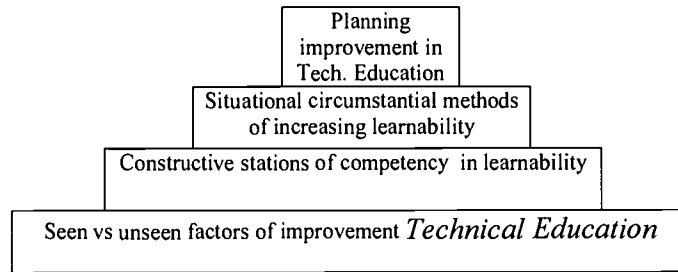 Planning
improvement in
Tech. Education
Situational circumstantial methods
of increasing learnability
Constructive stations of competency in learnability
Seen vs unseen factors of improvement Technical Education